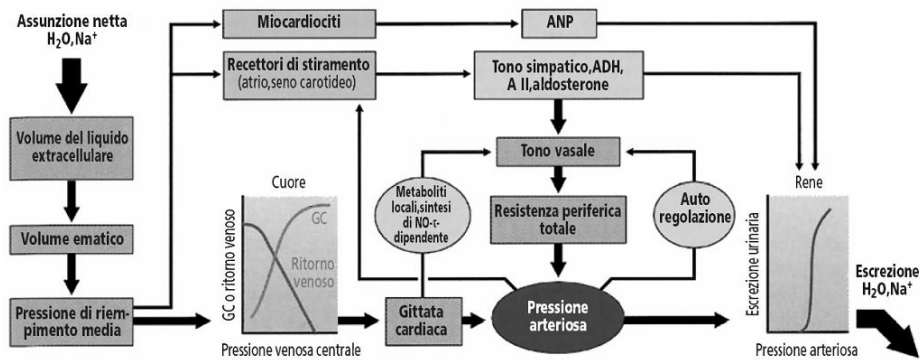 Assunzione netta
H₂O,Na⁺
Miocardiociti
ANP
Recettori di stiramento
(atrio,seno carotideo)
Tono simpatico,ADH,
A II,aldosterone
Volume del liquido
extracellulare
Tono vasale
Volume ematico
Cuore
GC o ritorno venoso
GC
Ritorno
venoso
Metaboliti
locali,sintesi
di NO-τ-
dipendente
Resistenza periferica
totale
Auto
regolazione
Rene
Escrezione urinaria
Escrezione
H₂O,Na⁺
Pressione di riem-
pimento media
Gittata
cardiaca
Pressione
arteriosa
Pressione venosa centrale
Pressione arteriosa